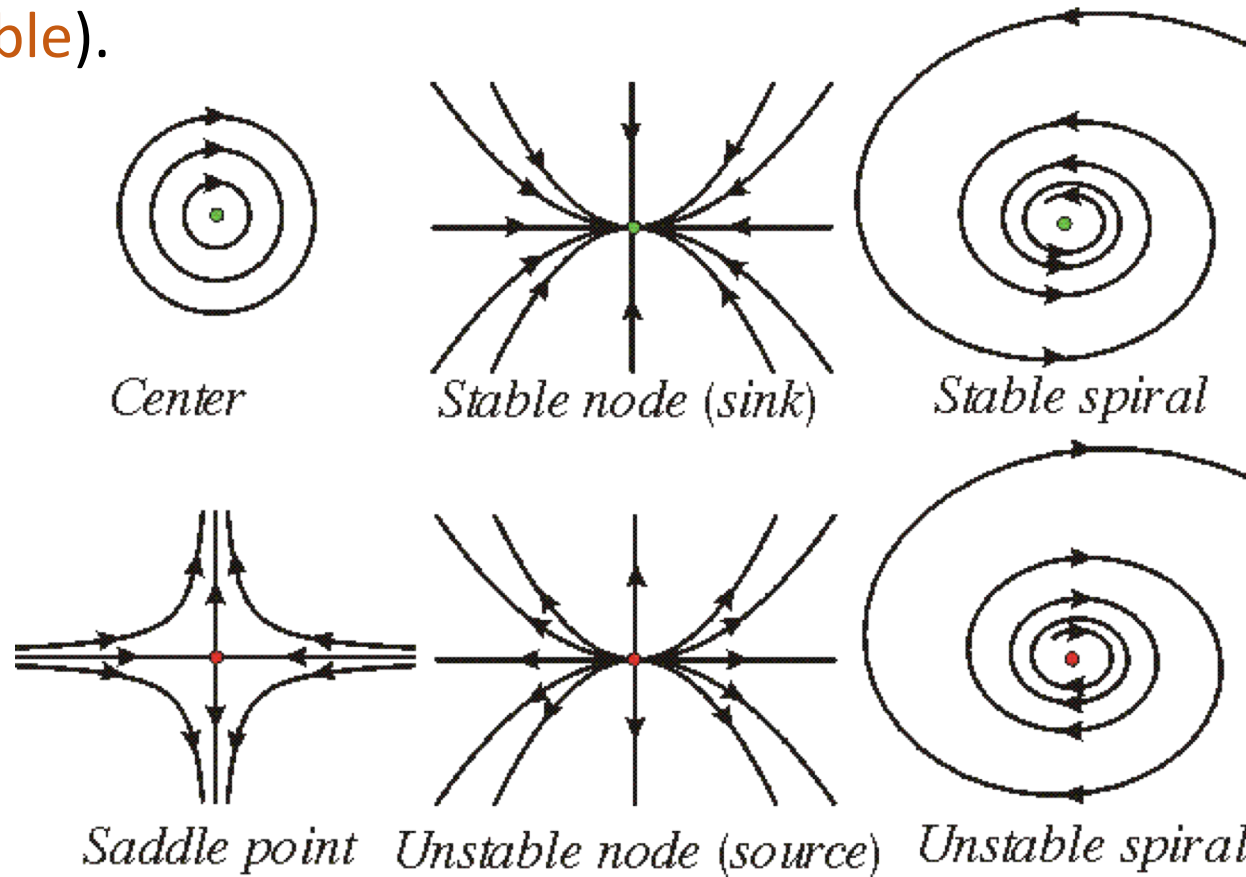 ble).
Center
Stable node (sink)
Stable spiral
Saddle point
Unstable node (source)
Unstable spiral